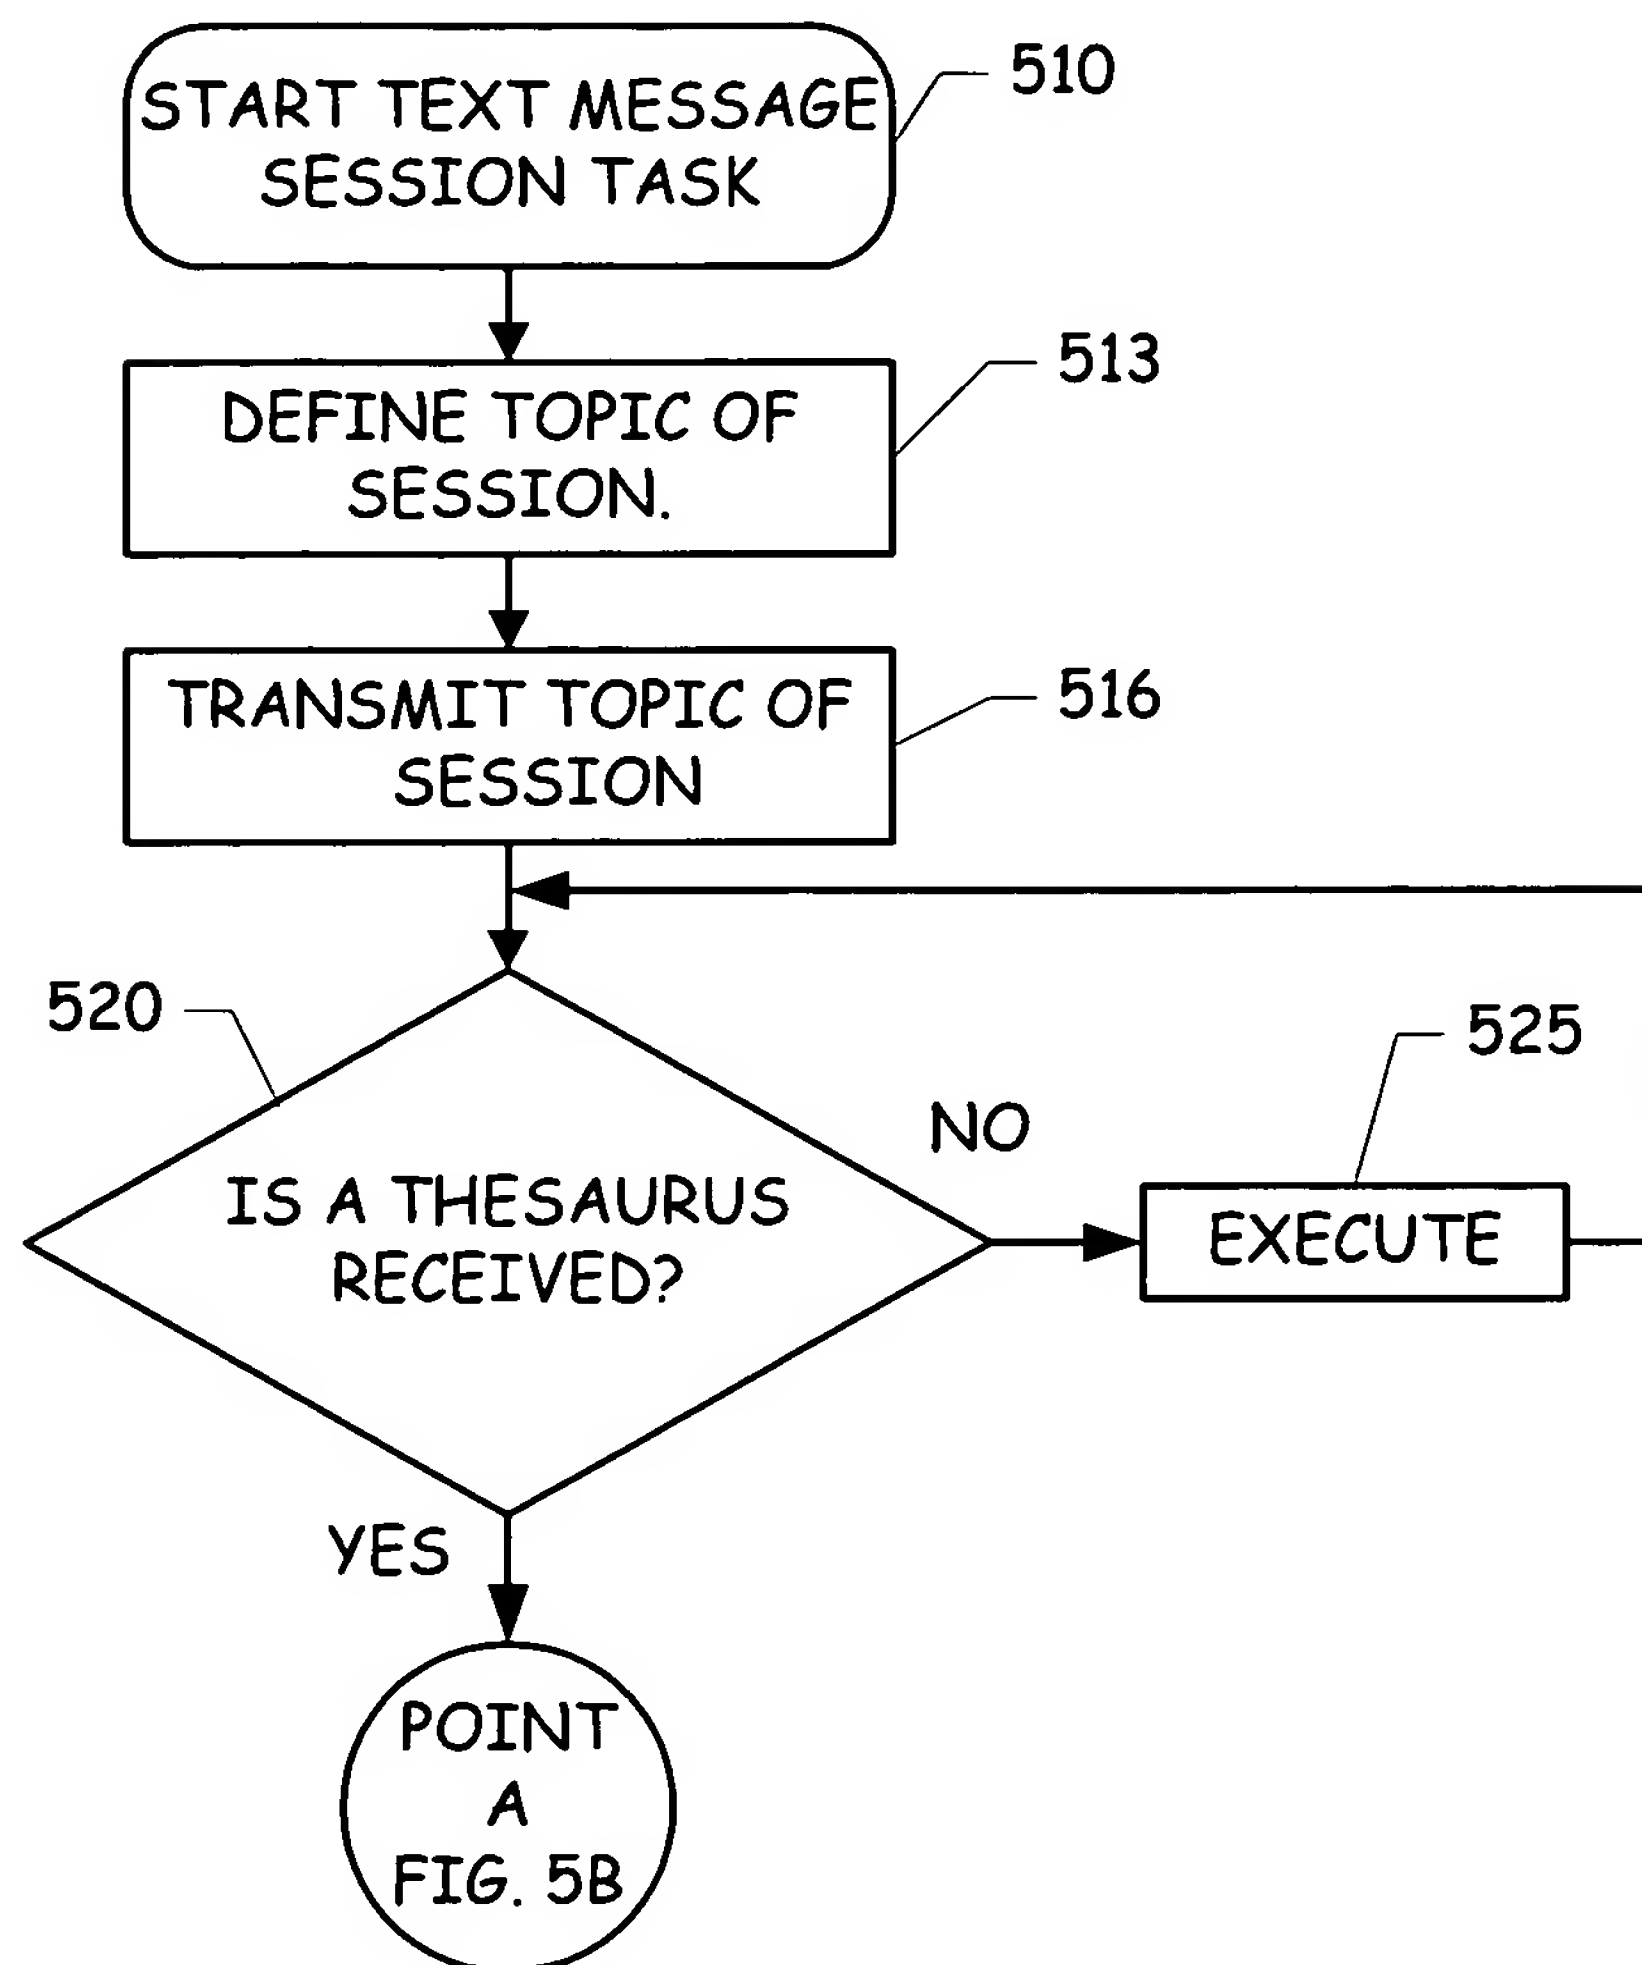 START TEXT MESSAGE
SESSION TASK
510
DEFINE TOPIC OF
SESSION.
513
TRANSMIT TOPIC OF
SESSION
516
520
IS A THESAURUS
RECEIVED?
NO
525
EXECUTE
YES
POINT
A
FIG. 5B